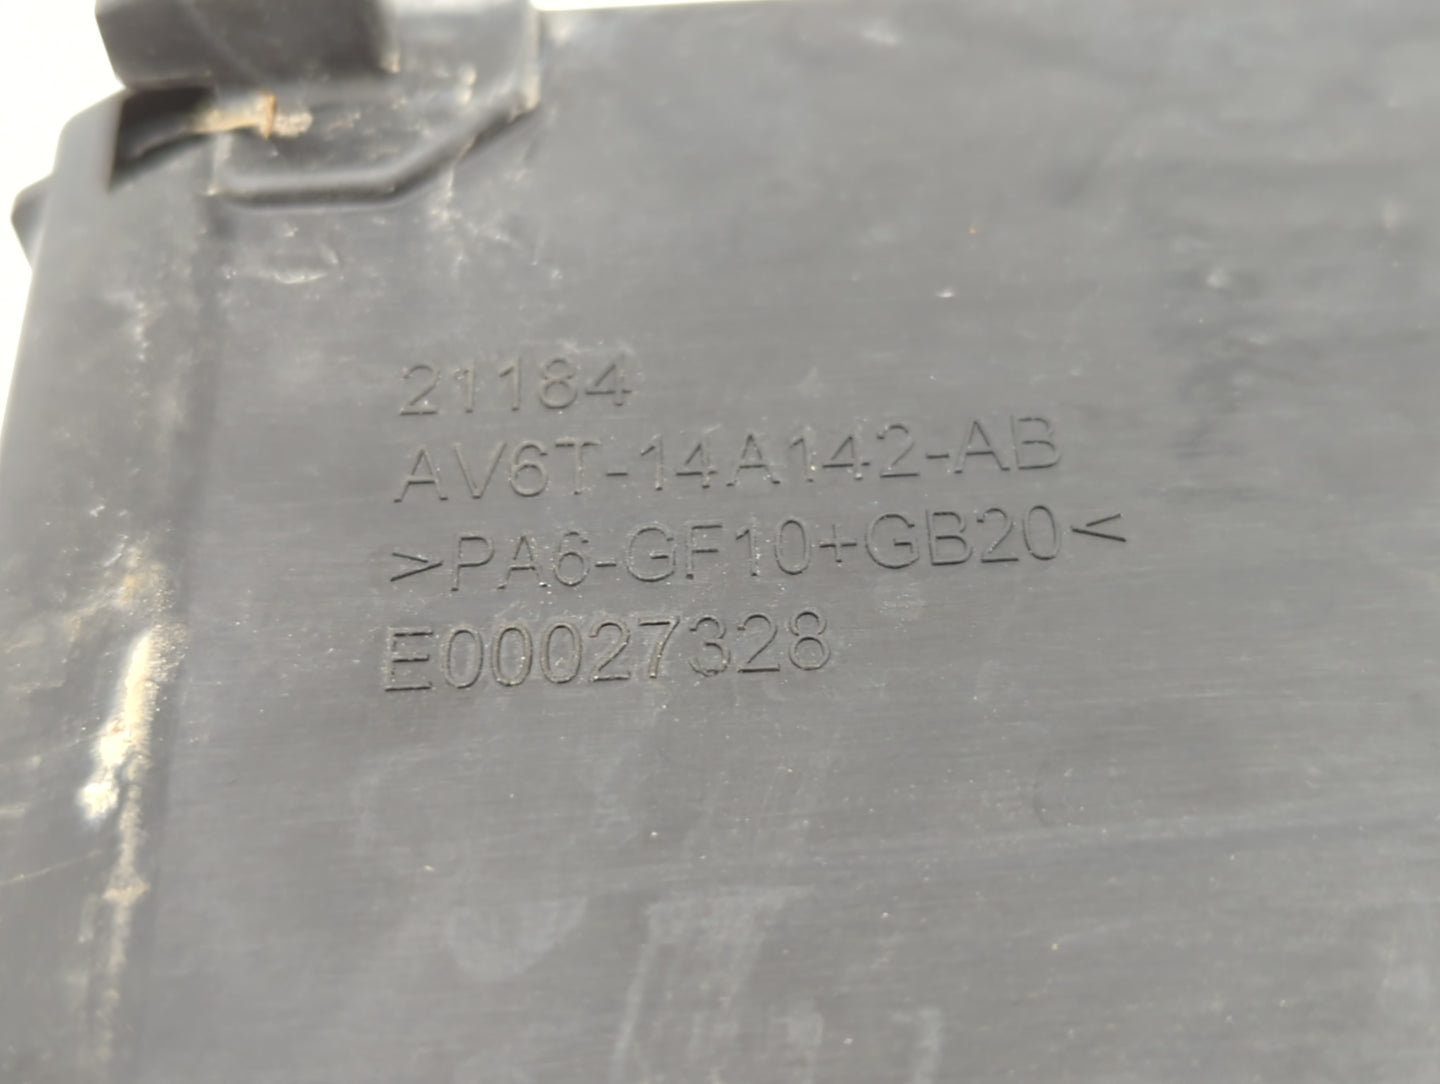 21184
AV6T-14A142-AB
>PA6-GF10+GB20<
E00027328